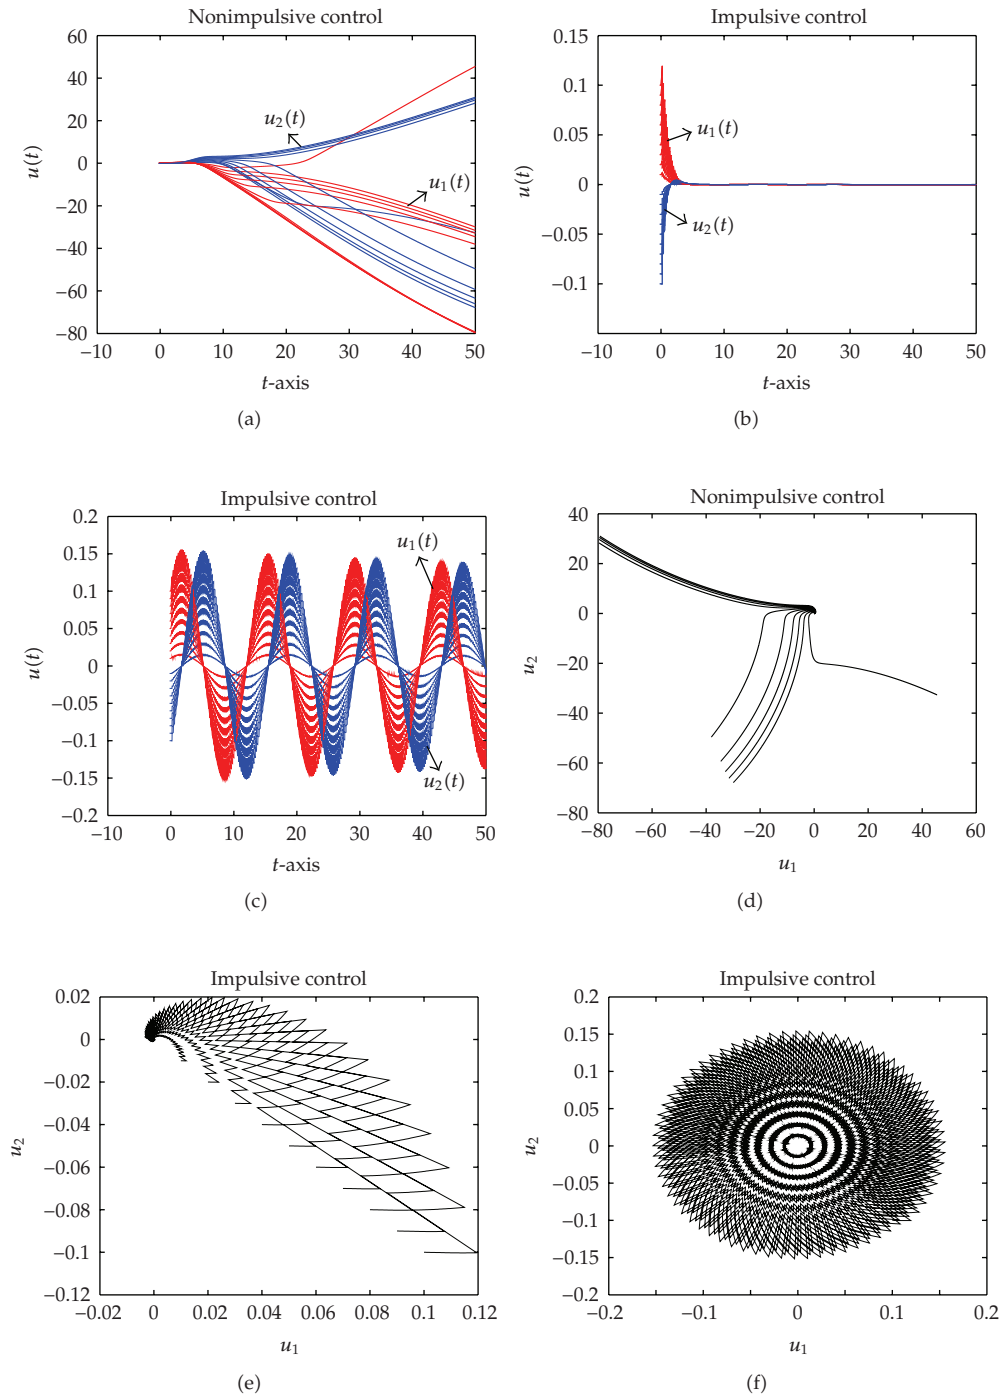 Nonimpulsive control
60
40
20
0
−20
−40
−60
−80
u(t)
u₂(t)
u₁(t)
−10 0 10 20 30 40 50
t-axis
(a)
Impulsive control
0.15
0.1
0.05
0
−0.05
−0.1
u(t)
u₁(t)
u₂(t)
−10 0 10 20 30 40 50
t-axis
(b)
Impulsive control
0.2
0.15
0.1
0.05
0
−0.05
−0.1
−0.15
−0.2
u(t)
u₁(t)
u₂(t)
−10 0 10 20 30 40 50
t-axis
(c)
Nonimpulsive control
40
20
0
−20
−40
−60
−80
u₂
−80 −60 −40 −20 0 20 40 60
u₁
(d)
Impulsive control
0.02
0
−0.02
−0.04
−0.06
−0.08
−0.1
−0.12
u₂
−0.02 0 0.02 0.04 0.06 0.08 0.1 0.12
u₁
(e)
Impulsive control
0.2
0.15
0.1
0.05
0
−0.05
−0.1
−0.15
−0.2
u₂
−0.2 −0.1 0 0.1 0.2
u₁
(f)